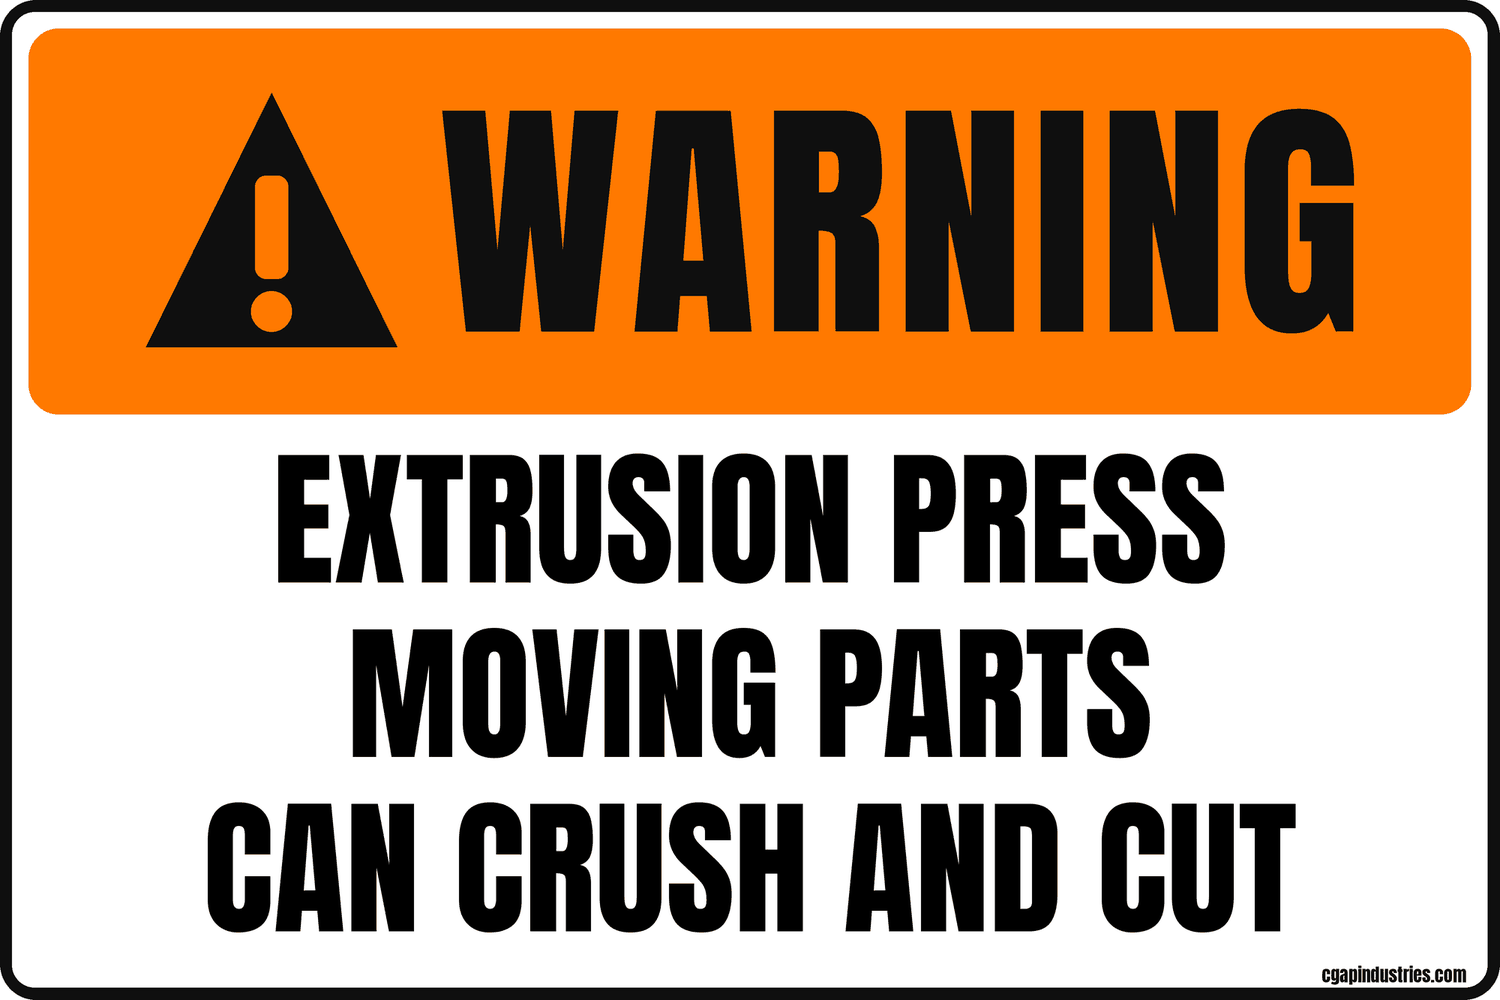 WARNING
EXTRUSION PRESS
MOVING PARTS
CAN CRUSH AND CUT
cgapindustries.com